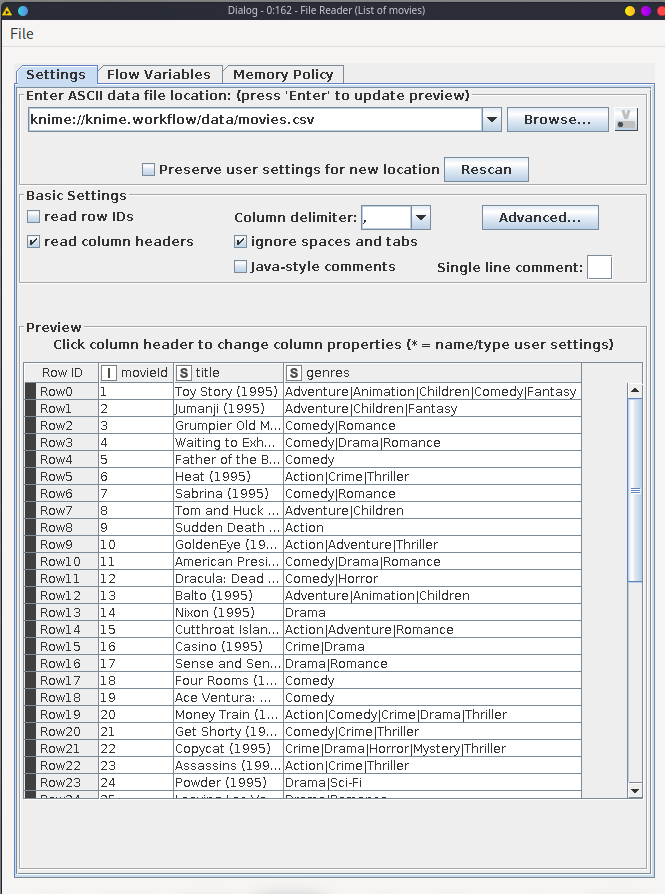 Dialog - 0:162 - File Reader (List of movies)
File
Settings Flow Variables Memory Policy
Enter ASCII data file location: (press 'Enter' to update preview)
knime://knime.workflow/data/movies.csv Browse... V
Preserve user settings for new location Rescan
Basic Settings
read row IDs Column delimiter: , Advanced...
read column headers ignore spaces and tabs
Java-style comments Single line comment:
Preview
Click column header to change column properties (* = name/type user settings)
Row ID I movieId S title S genres
Row0 1 Toy Story (1995) Adventure|Animation|Children|Comedy|Fantasy
Row1 2 Jumanji (1995) Adventure|Children|Fantasy
Row2 3 Grumpier Old M... Comedy|Romance
Row3 4 Waiting to Exh... Comedy|Drama|Romance
Row4 5 Father of the B... Comedy
Row5 6 Heat (1995) Action|Crime|Thriller
Row6 7 Sabrina (1995) Comedy|Romance
Row7 8 Tom and Huck ... Adventure|Children
Row8 9 Sudden Death ... Action
Row9 10 GoldenEye (19... Action|Adventure|Thriller
Row10 11 American Presi... Comedy|Drama|Romance
Row11 12 Dracula: Dead ... Comedy|Horror
Row12 13 Balto (1995) Adventure|Animation|Children
Row13 14 Nixon (1995) Drama
Row14 15 Cutthroat Islan... Action|Adventure|Romance
Row15 16 Casino (1995) Crime|Drama
Row16 17 Sense and Sen... Drama|Romance
Row17 18 Four Rooms (1... Comedy
Row18 19 Ace Ventura: ... Comedy
Row19 20 Money Train (1... Action|Comedy|Crime|Drama|Thriller
Row20 21 Get Shorty (19... Comedy|Crime|Thriller
Row21 22 Copycat (1995) Crime|Drama|Horror|Mystery|Thriller
Row22 23 Assassins (199... Action|Crime|Thriller
Row23 24 Powder (1995) Drama|Sci-Fi